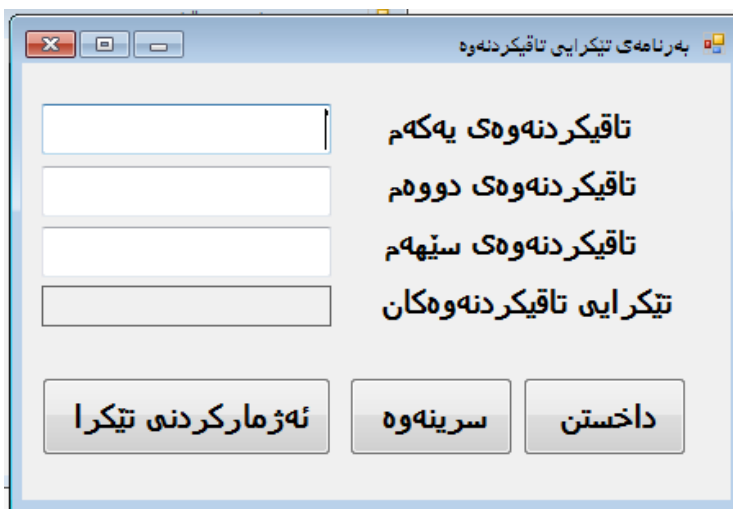 بەرنامەی تێکرایی تاقیکردنەوە
تاقیکردنەوەی یەکەم
تاقیکردنەوەی دووەم
تاقیکردنەوەی سێهەم
تێکرایی تاقیکردنەوەکان
داخستن سرینەوە ئەژمارکردنی تێکرا